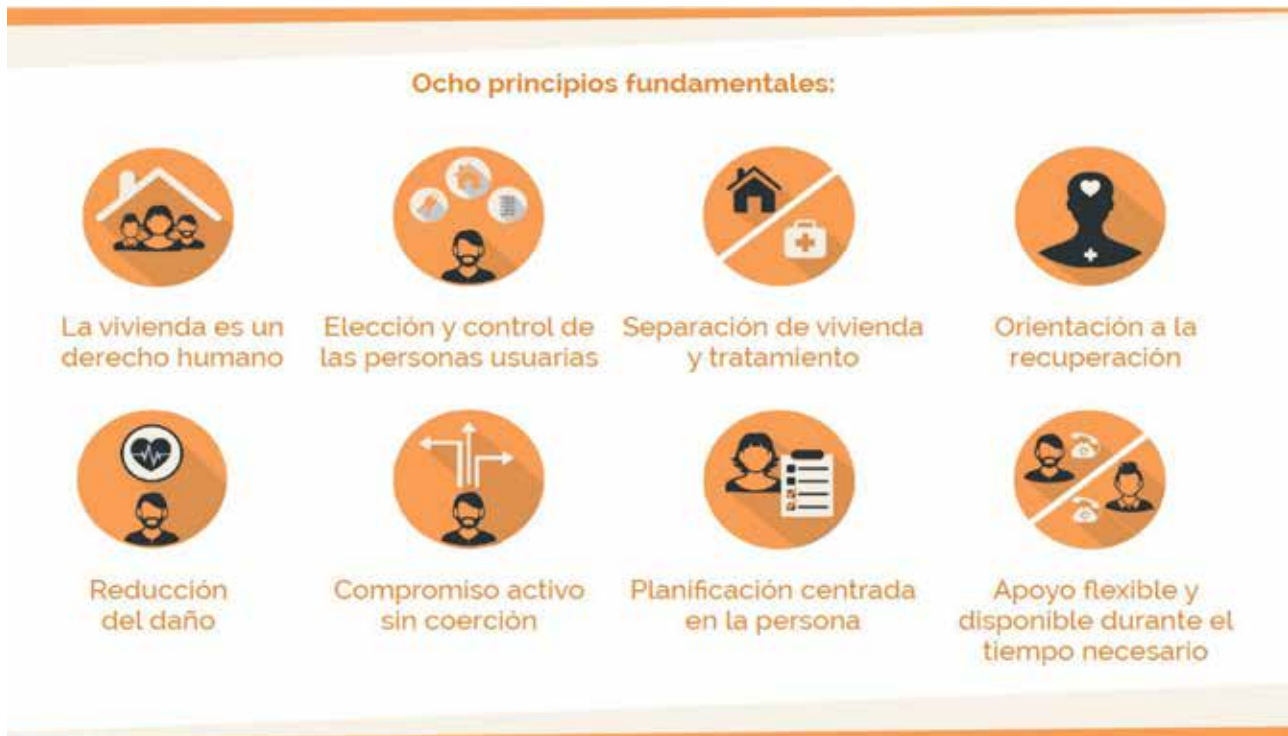 Ocho principios fundamentales:
La vivienda es un
derecho humano
Elección y control de
las personas usuarias
Separación de vivienda
y tratamiento
Orientación a la
recuperación
Reducción
del daño
Compromiso activo
sin coerción
Planificación centrada
en la persona
Apoyo flexible y
disponible durante el
tiempo necesario